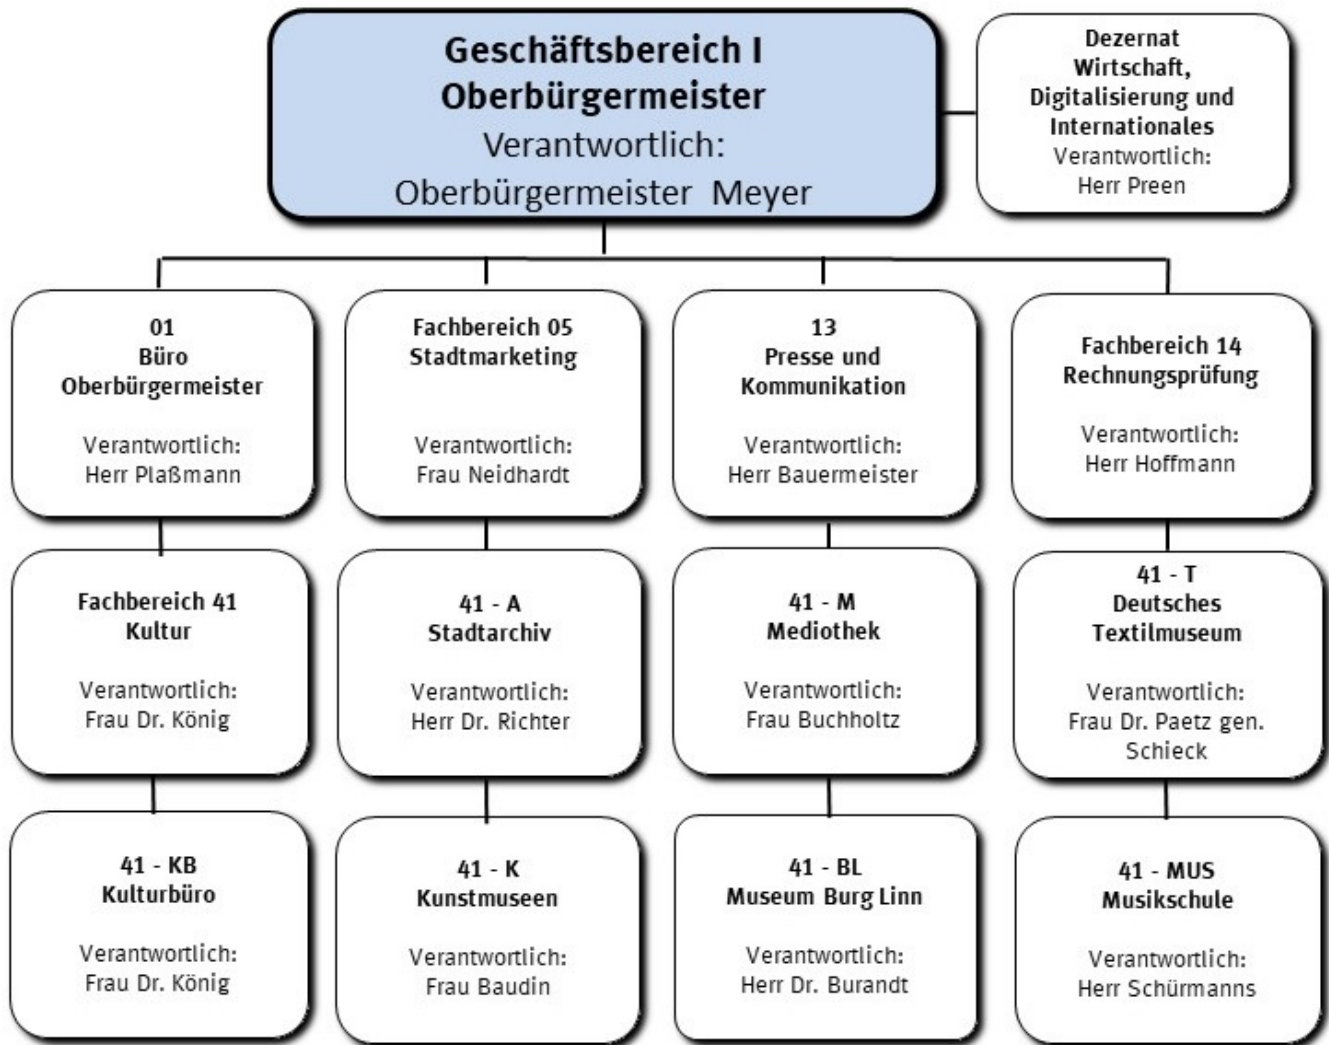 Geschäftsbereich I
Oberbürgermeister
Verantwortlich:
Oberbürgermeister Meyer
Dezernat
Wirtschaft,
Digitalisierung und
Internationales
Verantwortlich:
Herr Preen
01
Büro
Oberbürgermeister
Verantwortlich:
Herr Plaßmann
Fachbereich 05
Stadtmarketing
Verantwortlich:
Frau Neidhardt
13
Presse und
Kommunikation
Verantwortlich:
Herr Bauermeister
Fachbereich 14
Rechnungsprüfung
Verantwortlich:
Herr Hoffmann
Fachbereich 41
Kultur
Verantwortlich:
Frau Dr. König
41 - A
Stadtarchiv
Verantwortlich:
Herr Dr. Richter
41 - M
Mediothek
Verantwortlich:
Frau Buchholtz
41 - T
Deutsches
Textilmuseum
Verantwortlich:
Frau Dr. Paetz gen.
Schieck
41 - KB
Kulturbüro
Verantwortlich:
Frau Dr. König
41 - K
Kunstmuseen
Verantwortlich:
Frau Baudin
41 - BL
Museum Burg Linn
Verantwortlich:
Herr Dr. Burandt
41 - MUS
Musikschule
Verantwortlich:
Herr Schürmanns